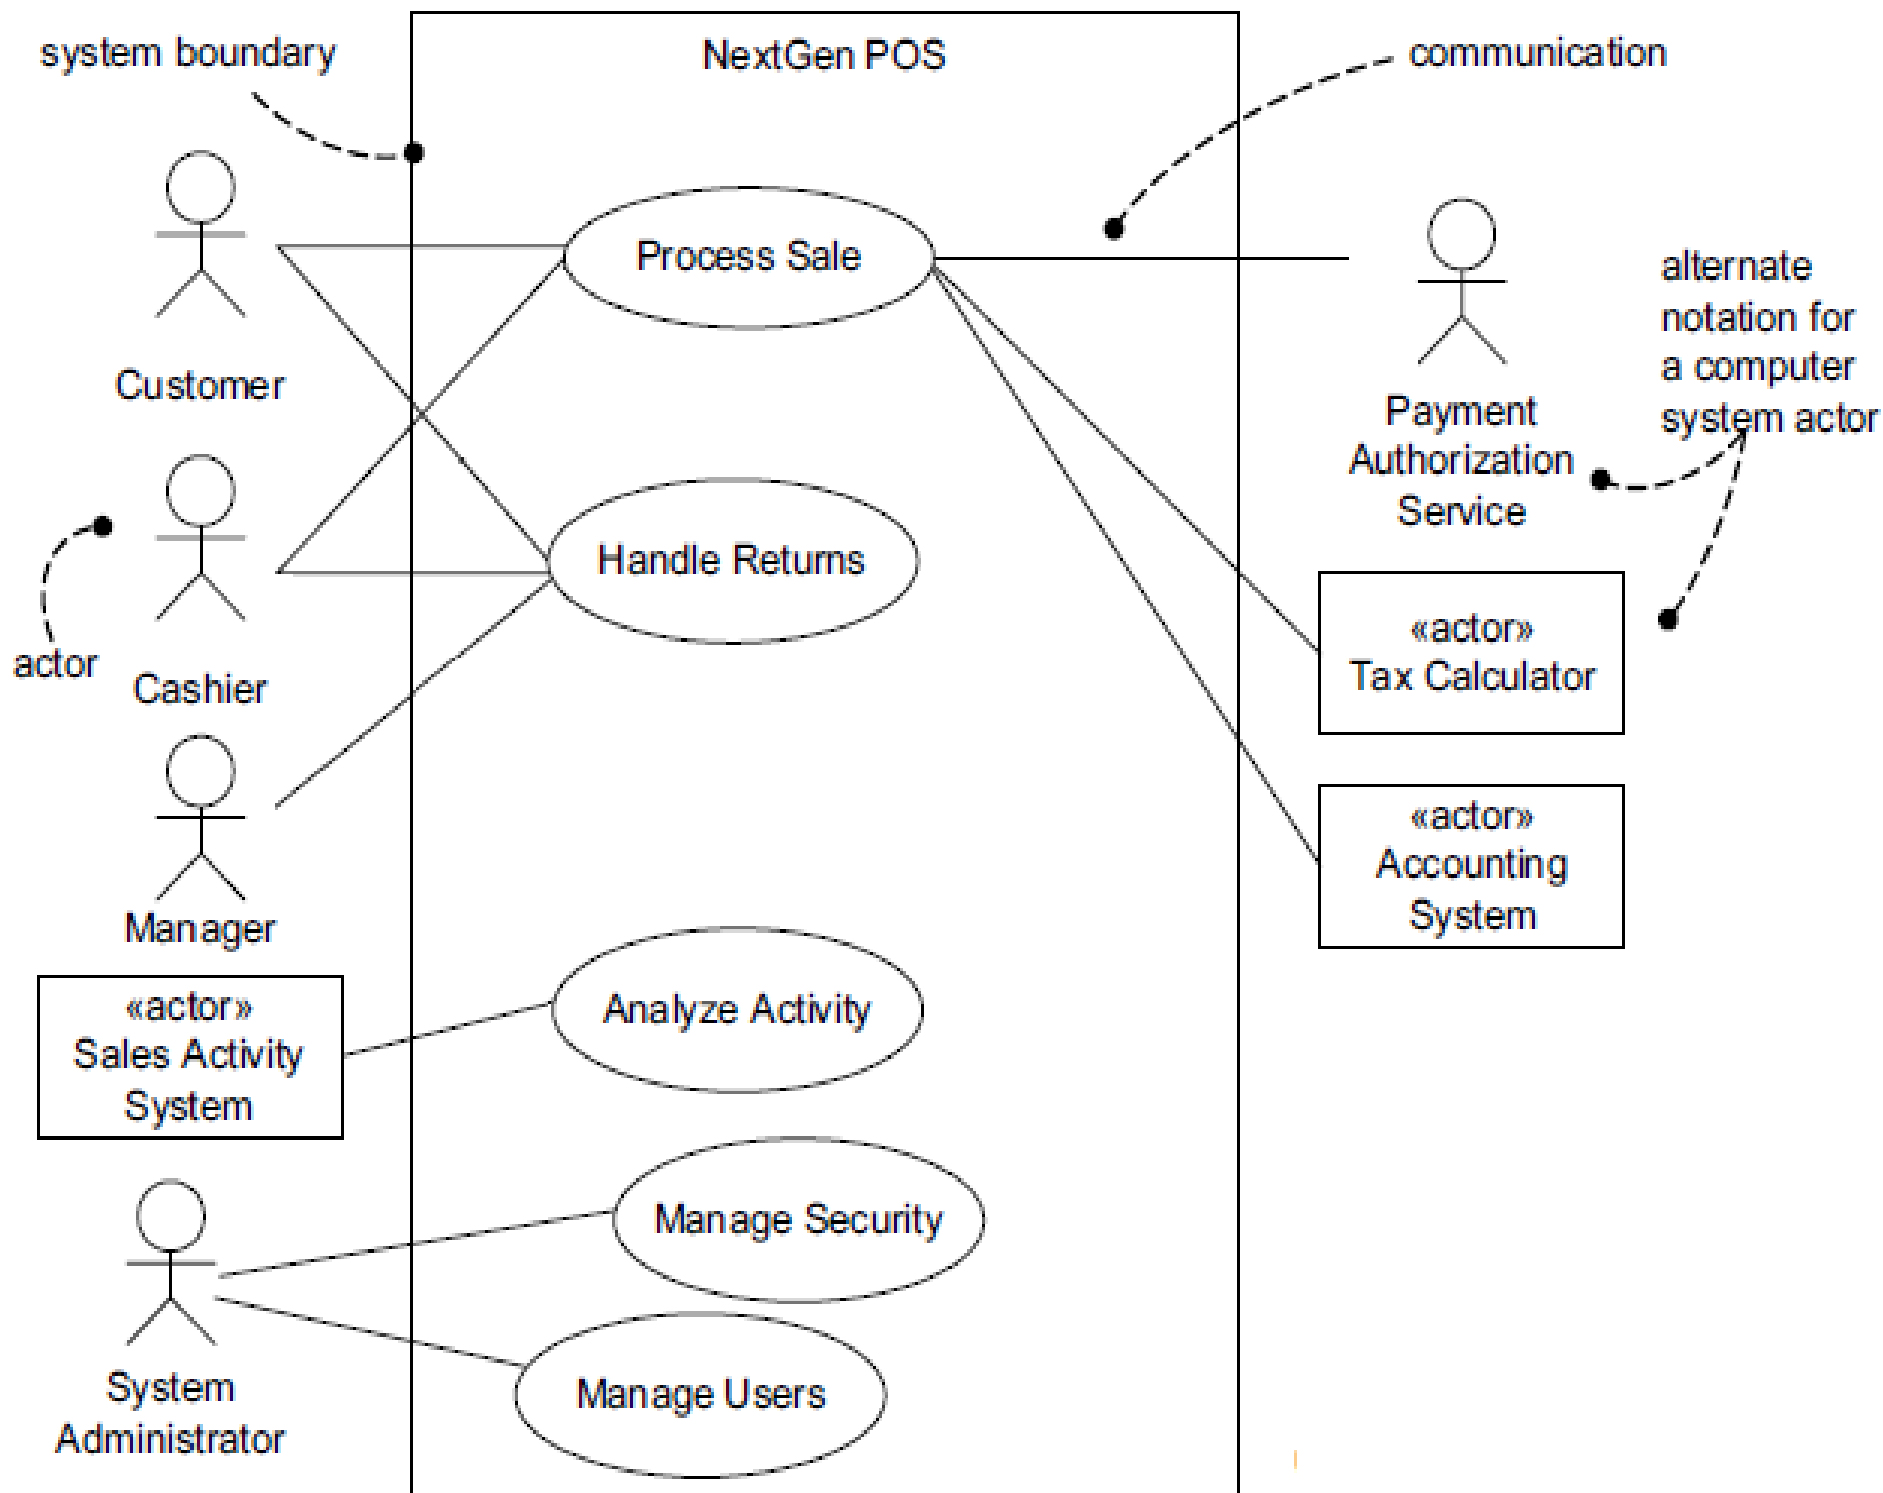 system boundary
NextGen POS
communication
Process Sale
alternate
notation for
a computer
system actor
Customer
Payment
Authorization
Service
Handle Returns
actor
Cashier
«actor»
Tax Calculator
«actor»
Accounting
System
Manager
«actor»
Sales Activity
System
Analyze Activity
Manage Security
System
Administrator
Manage Users